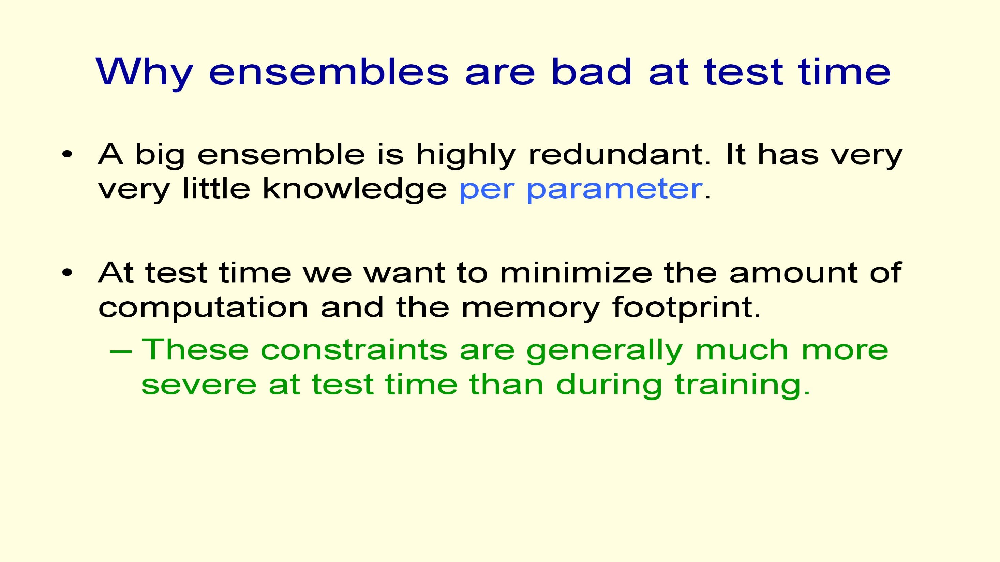 Why ensembles are bad at test time
• A big ensemble is highly redundant. It has very
very little knowledge per parameter.
• At test time we want to minimize the amount of
computation and the memory footprint.
– These constraints are generally much more
severe at test time than during training.